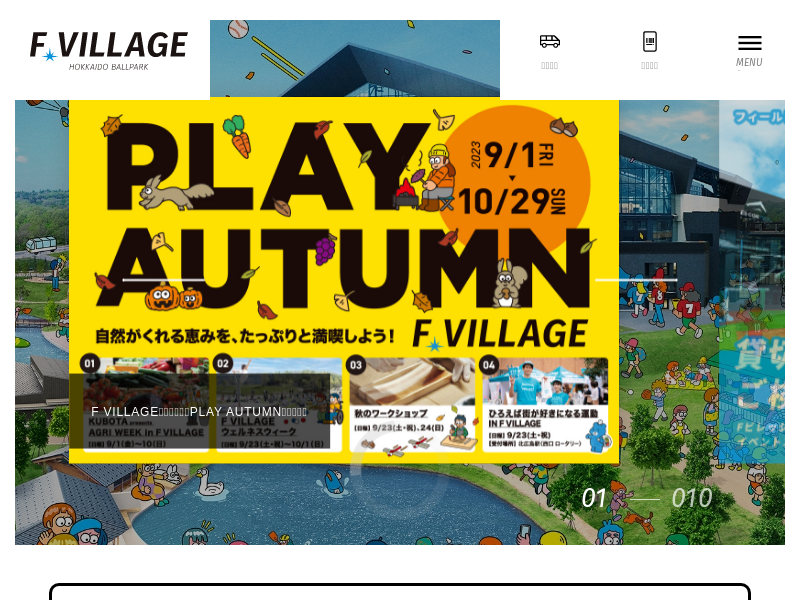 F VILLAGE
HOKKAIDO BALLPARK
MENU
フィール
PLAY
2023 9/1 FRI
10/29 SUN
AUTUMN
自然がくれる恵みを、たっぷりと満喫しよう!
F VILLAGE
01
02
03
04
KUBOTA presents.
AGRI WEEK in F VILLAGE
[日程] 9/1(金)~10(日)
F VILLAGE
ウェルネスウィーク
[日程] 9/23(土・祝)~10/1(日)
秋のワークショップ
[日程] 9/23(土・祝)、24(日)
ひろえば街が好きになる運動
IN F VILLAGE
[日程] 9/23(土・祝)
[受付場所] 北広島駅(西口 ロータリー)
F VILLAGE PLAY AUTUMN
貸切
イベント
01
010